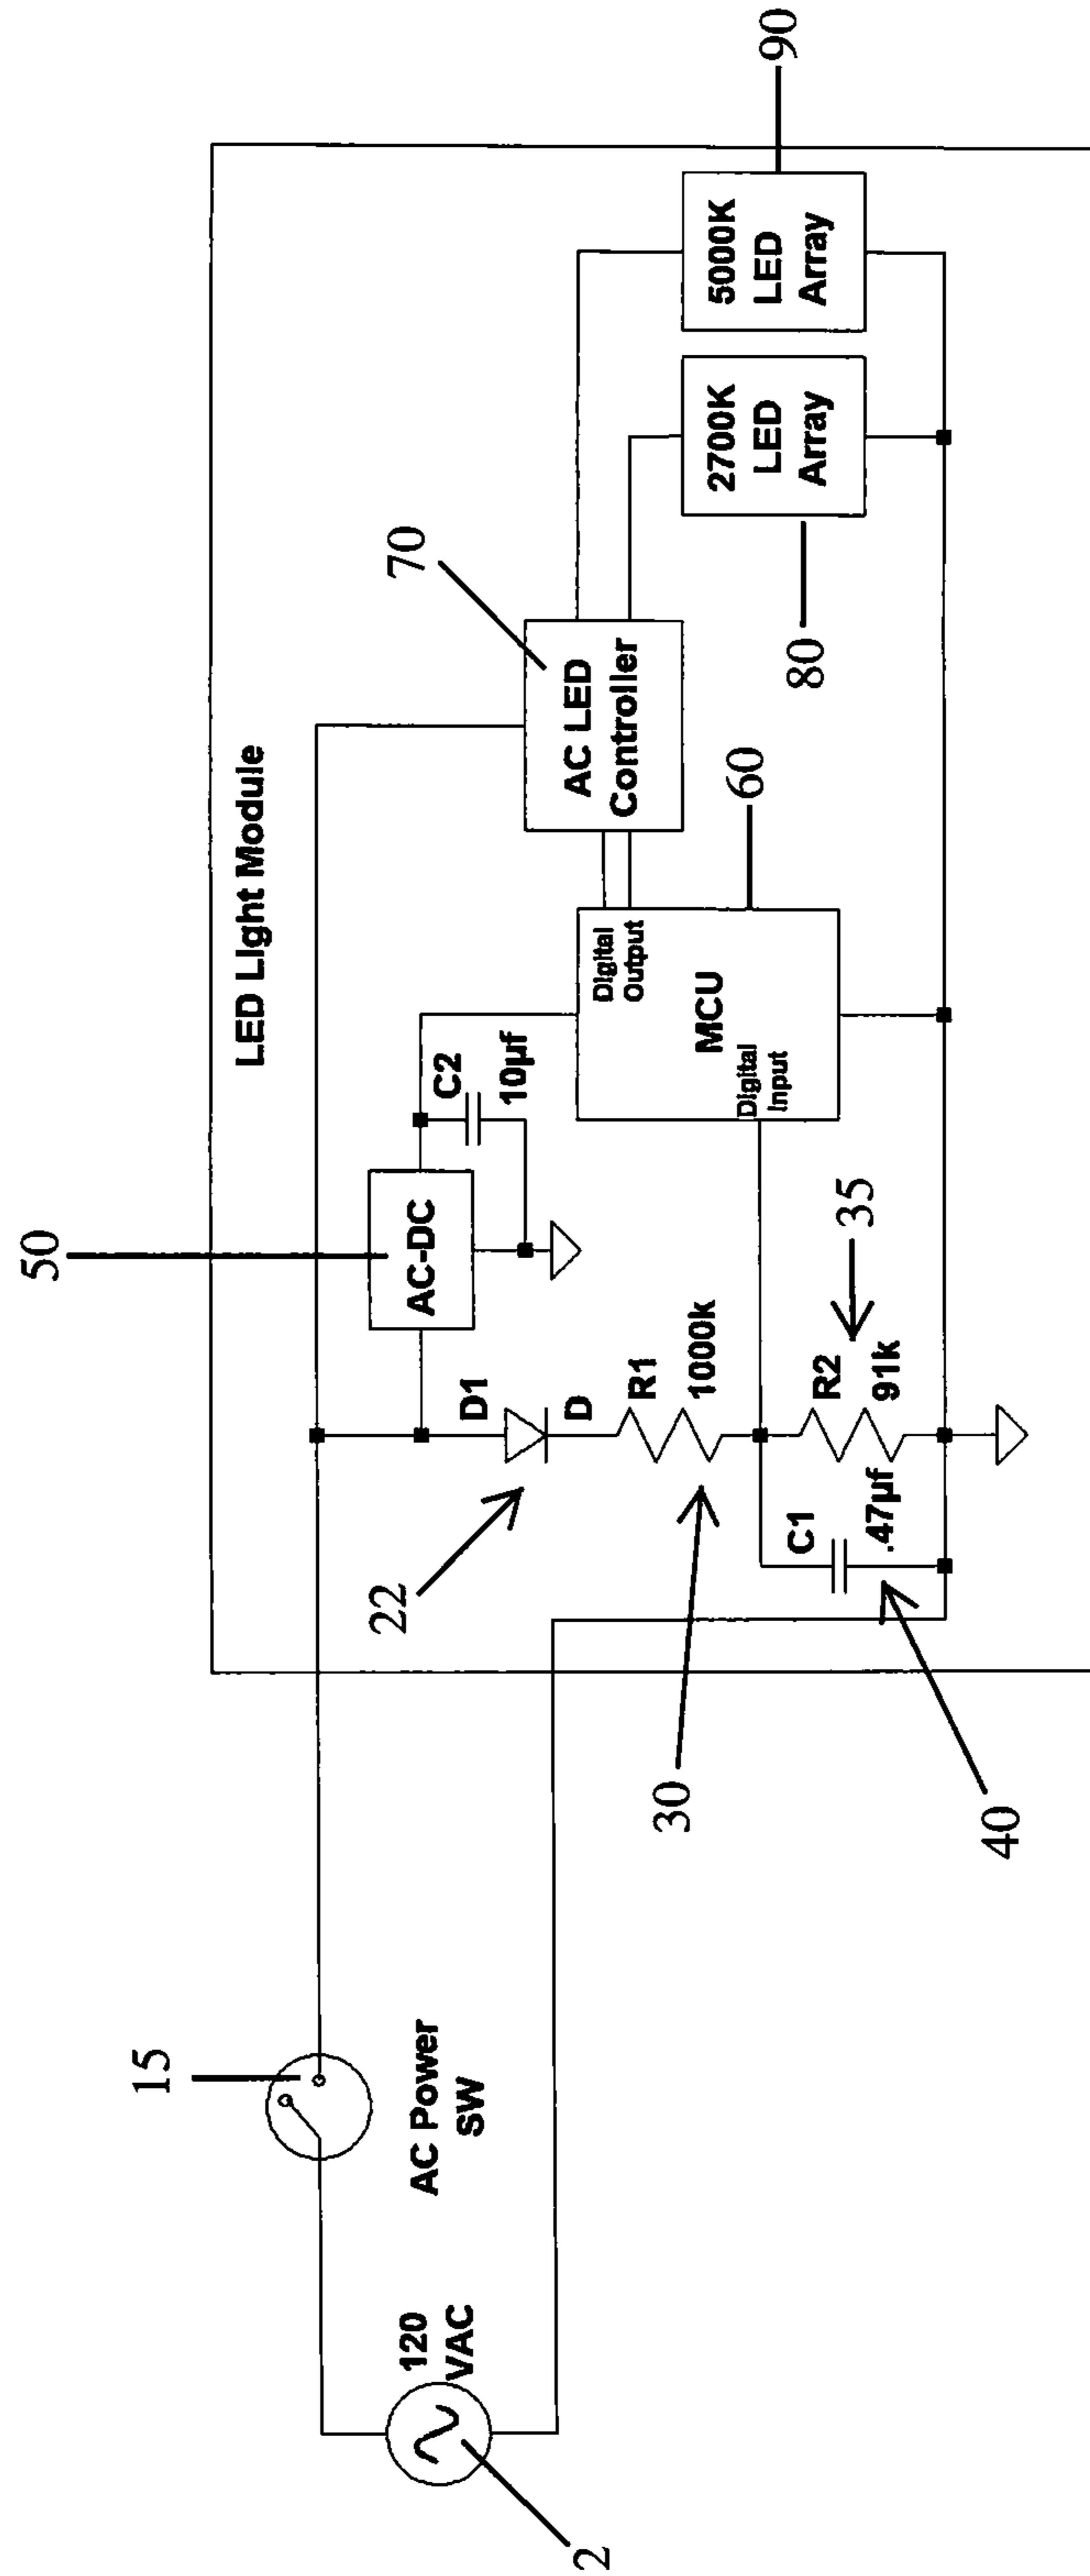 50
70
90
LED Light Module
15
AC-DC
C2
10µf
AC LED
Controller
5000K
LED
Array
2700K
LED
Array
120
VAC
AC Power
SW
22
D1
D
R1
1000k
Digital
Output
MCU
Digital
Input
60
80
2
30
C1
.47µf
R2
91k
35
40